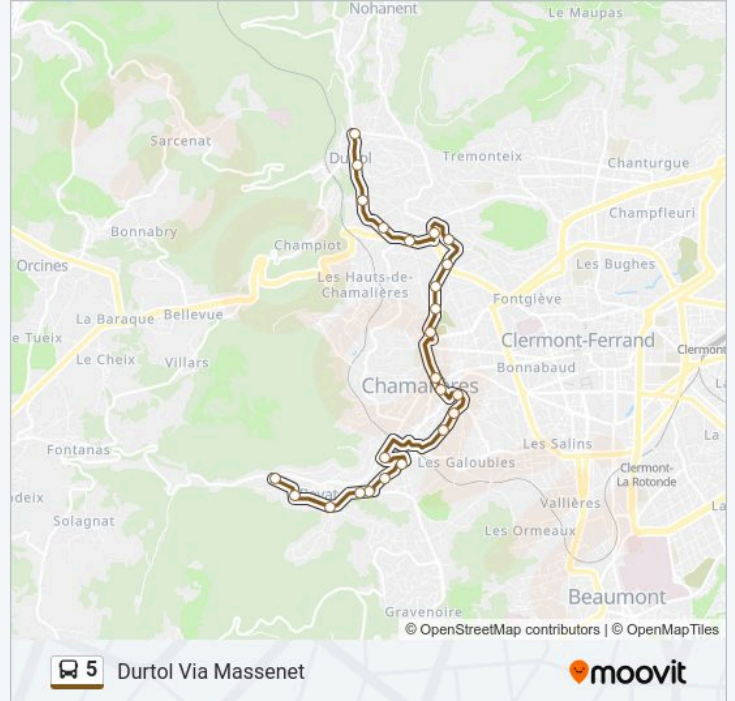 Nohanent
Le Maupas
Sarcenat
Tremonteix
Chanturgue
Champfleuri
Bonnabry
Champiot
Orcines
Les Bughes
Les Hauts-de-
Chamalières
Fontgiève
La Baraque
Bellevue
e Tueix
Clermont-Ferrand
Clermont
Le Cheix
Villars
Bonnabaud
Les Salins
La
Fontanas
Les Galoubies
Clermont-
La Rotonde
odeix
Vallières
Solagnat
Les Ormeaux
Beaumont
Gravenoire
© OpenStreetMap contributors | © OpenMapTiles
5 Durtol Via Massenet
moovit